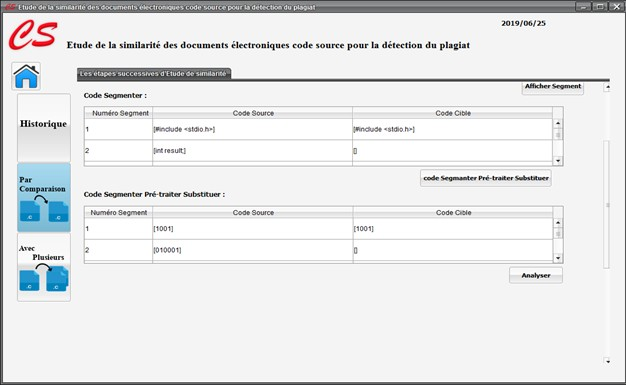 Etude de la similarité des documents électroniques code source pour la détection du plagiat
CS
2019/06/25
Etude de la similarité des documents électroniques code source pour la détection du plagiat
Les étapes successives d'Etude de similarité
Afficher Segment
Code Segmenter :
Historique
Numéro Segment Code Source Code Cible
1 [#include <stdio.h>] [#include <stdio.h>]
2 [int result;] []
Par
Comparaison
.c .c
code Segmanter Pré-traiter Substituer
Code Segmenter Pré-traiter Substituer :
Numéro Segment Code Source Code Cible
1 [1001] [1001]
2 [010001] []
Avec
Plusieurs
.c .c
Analyser